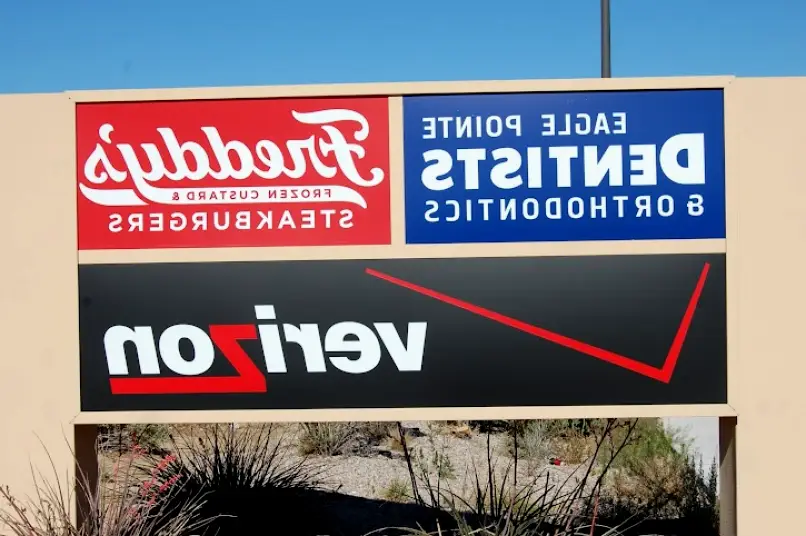 Freddy's
FROZEN CUSTARD &
STEAKBURGERS
EAGLE POINTE
DENTISTS
& ORTHODONTICS
verizon